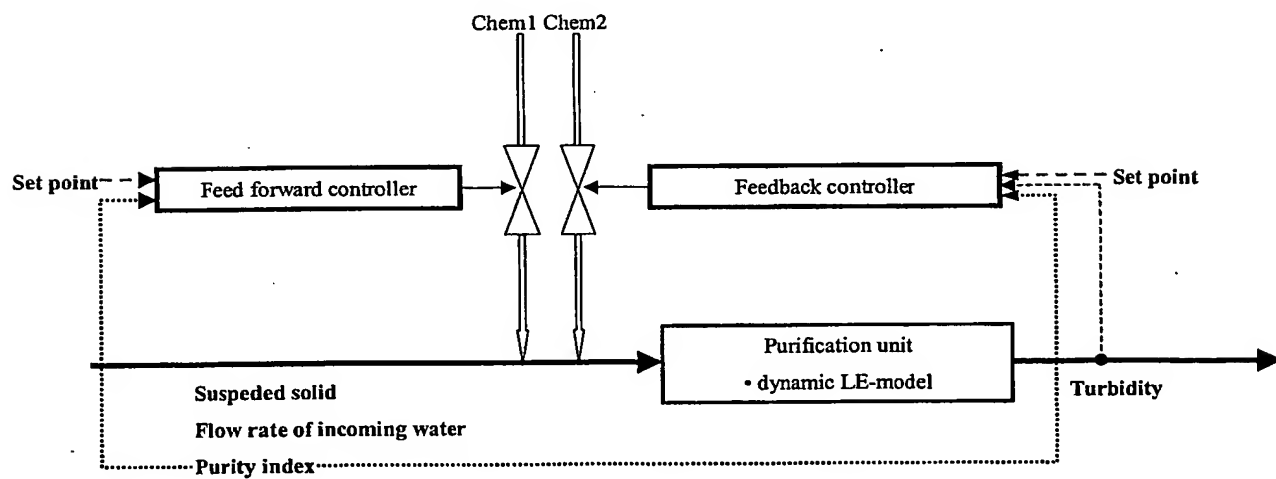 Chem1 Chem2
Set point
Feed forward controller
Feedback controller
Set point
Purification unit
• dynamic LE-model
Suspeded solid
Turbidity
Flow rate of incoming water
Purity index